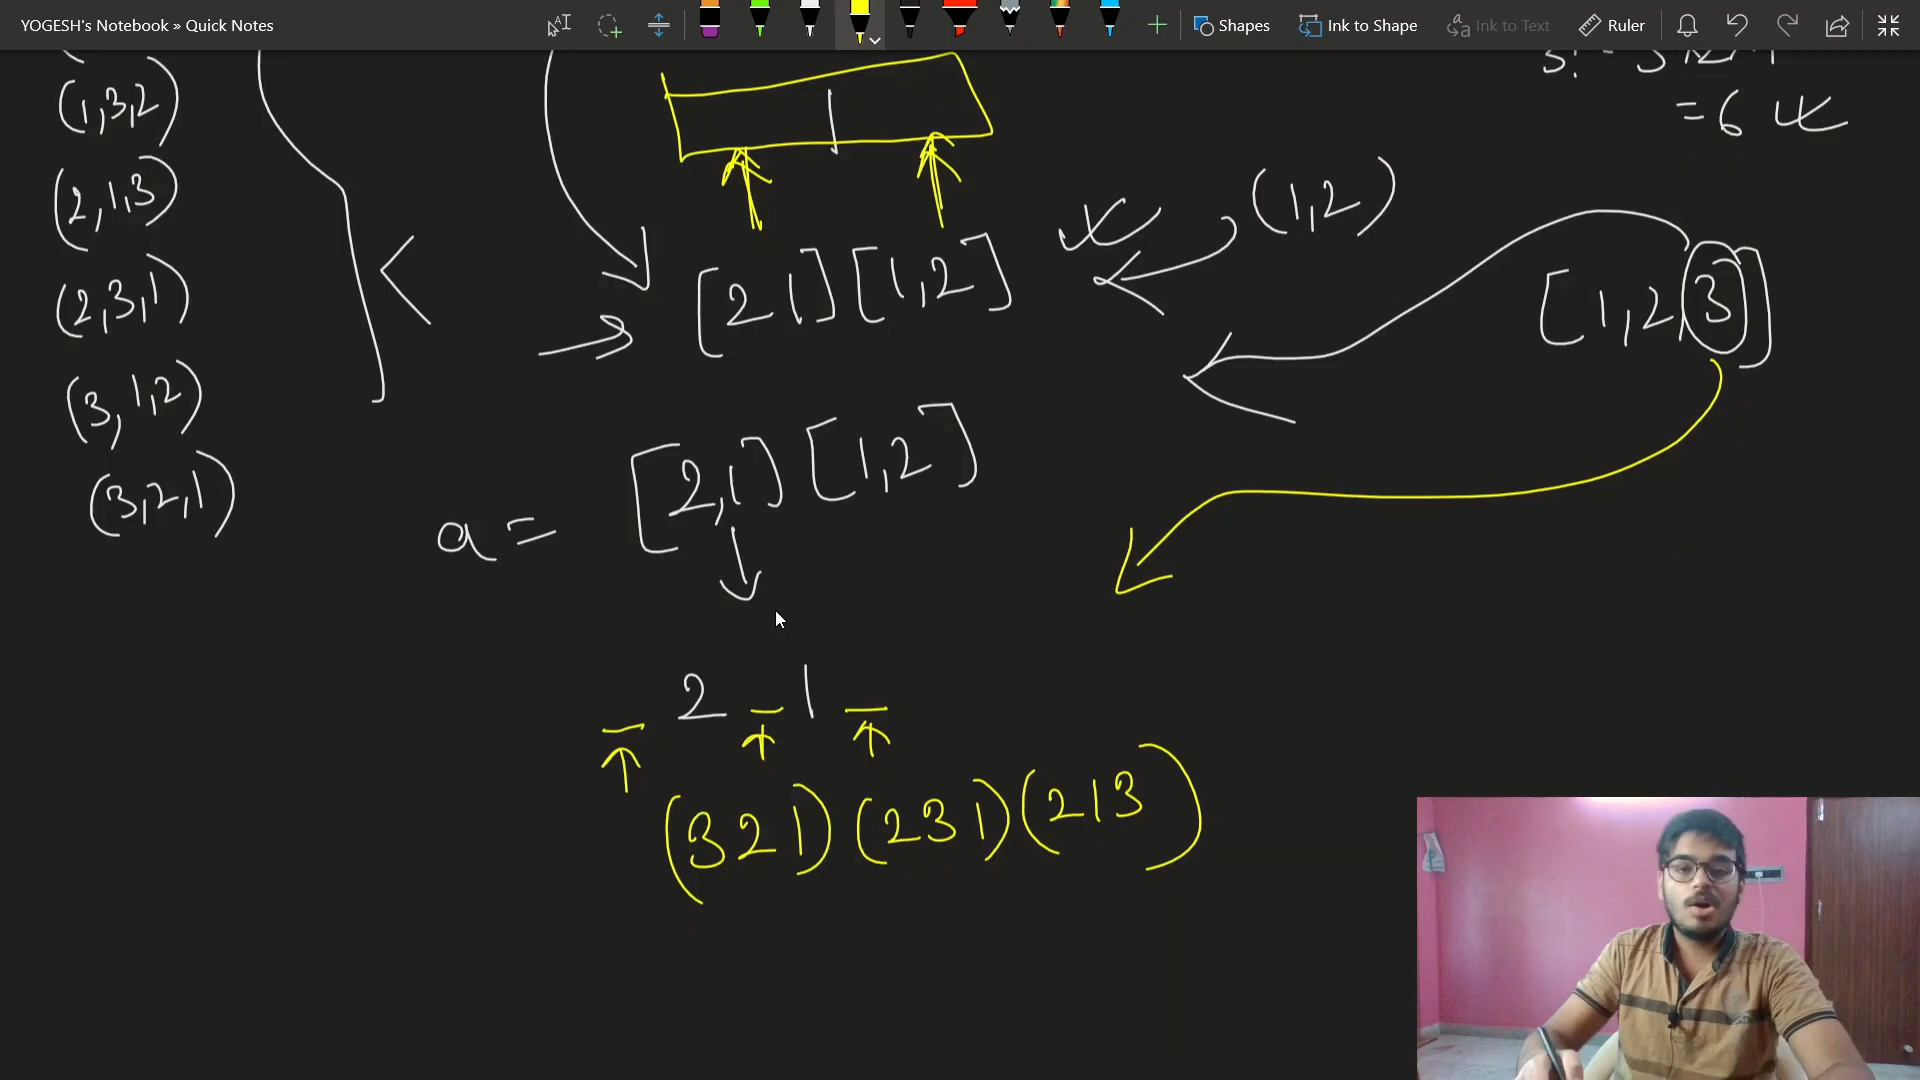 YOGESH's Notebook » Quick Notes
Shapes
Ink to Shape
Ink to Text
Ruler
(1,3,2)
(2,1,3)
(2,3,1)
(3,1,2)
(3,2,1)
= 6
(1,2)
[2 1] [1,2]
[1,2,3]
a = [2,1] [1,2]
2 1
(3 2 1) (2 3 1) (2 1 3)